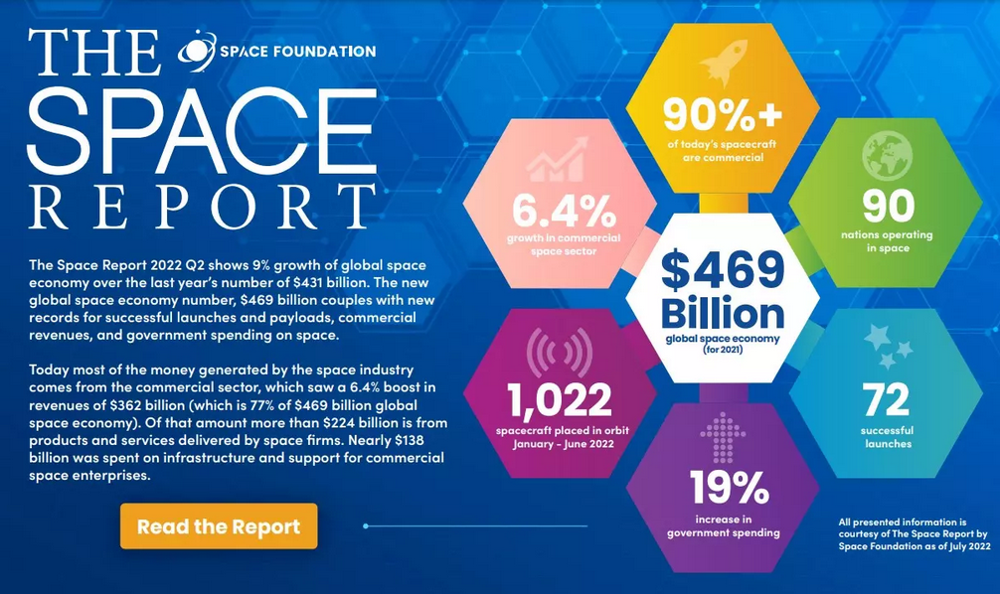 THE
SPACE FOUNDATION
SPACE
REPORT
The Space Report 2022 Q2 shows 9% growth of global space
economy over the last year's number of $431 billion. The new
global space economy number, $469 billion couples with new
records for successful launches and payloads, commercial
revenues, and government spending on space.
Today most of the money generated by the space industry
comes from the commercial sector, which saw a 6.4% boost in
revenues of $362 billion (which is 77% of $469 billion global
space economy). Of that amount more than $224 billion is from
products and services delivered by space firms. Nearly $138
billion was spent on infrastructure and support for commercial
space enterprises.
Read the Report
90%+
of today's spacecraft
are commercial
6.4%
growth in commercial
space sector
90
nations operating
in space
$469
Billion
global space economy
(for 2021)
1,022
spacecraft placed in orbit
January - June 2022
72
successful
launches
19%
increase in
government spending
All presented information is
courtesy of The Space Report by
Space Foundation as of July 2022